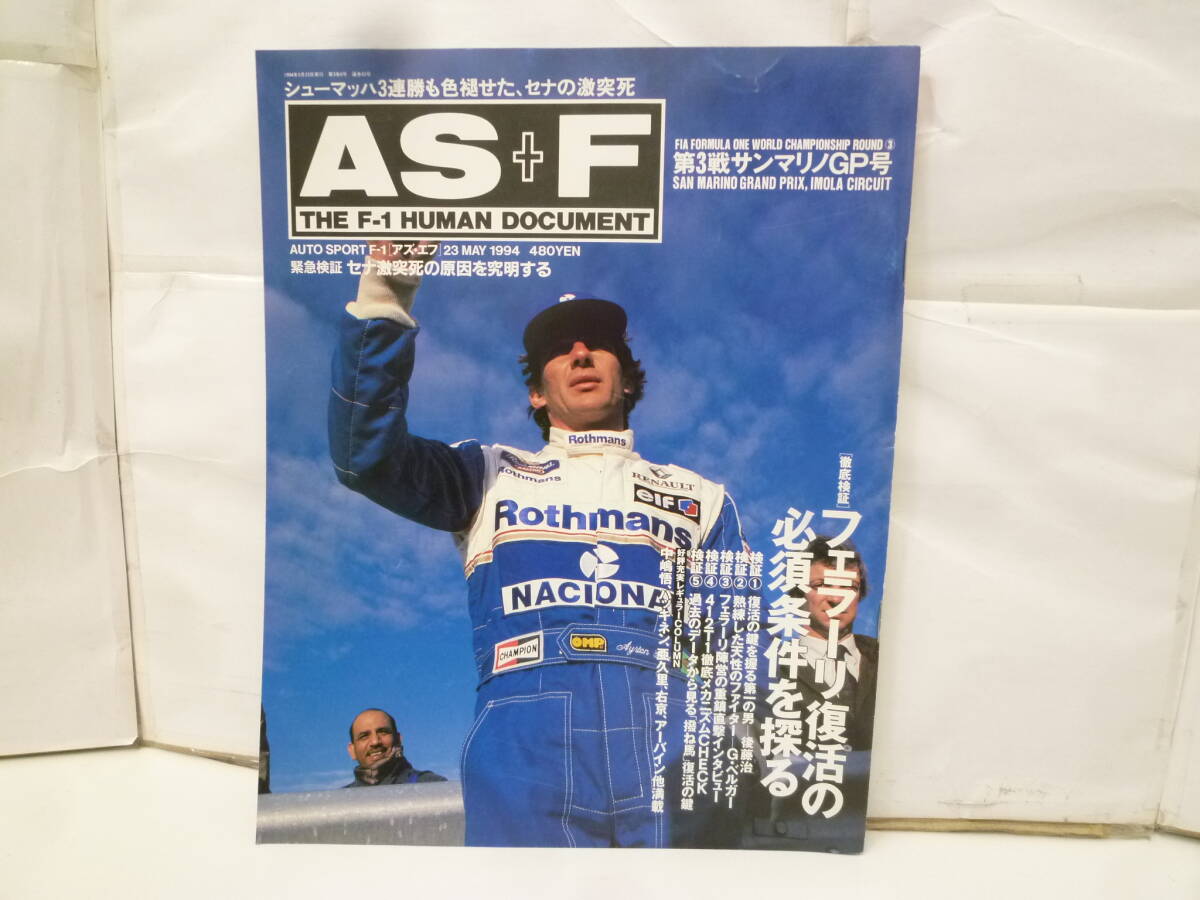 シューマッハ3連勝も色褪せた、セナの激突死
AS+F
THE F-1 HUMAN DOCUMENT
FIA FORMULA ONE WORLD CHAMPIONSHIP ROUND ③
第3戦サンマリノGP号
SAN MARINO GRAND PRIX, IMOLA CIRCUIT
AUTO SPORT F-1 [アズ・エフ] 23 MAY 1994 480YEN
緊急検証 セナ激突死の原因を究明する
Rothmans
Rothmans
RENAULT
elf
Rothmans
NACIONA
CHAMPION
OMP
Ayrton
[徹底検証]
フェラーリ復活の
必須条件を探る
検証① 復活の鍵を握る第一の男 後藤治
検証② 熟練した天性のファイター G・ベルガー
検証③ フェラーリ陣営の重鎮直撃インタビュー
検証④ 412T1徹底メカニズムCHECK
検証⑤ 過去のデータから見る「撥ね馬」復活の鍵
好評充実レギュラーCOLUMN
中嶋悟、ハッキネン、亜久里、右京、アーバイン他満載